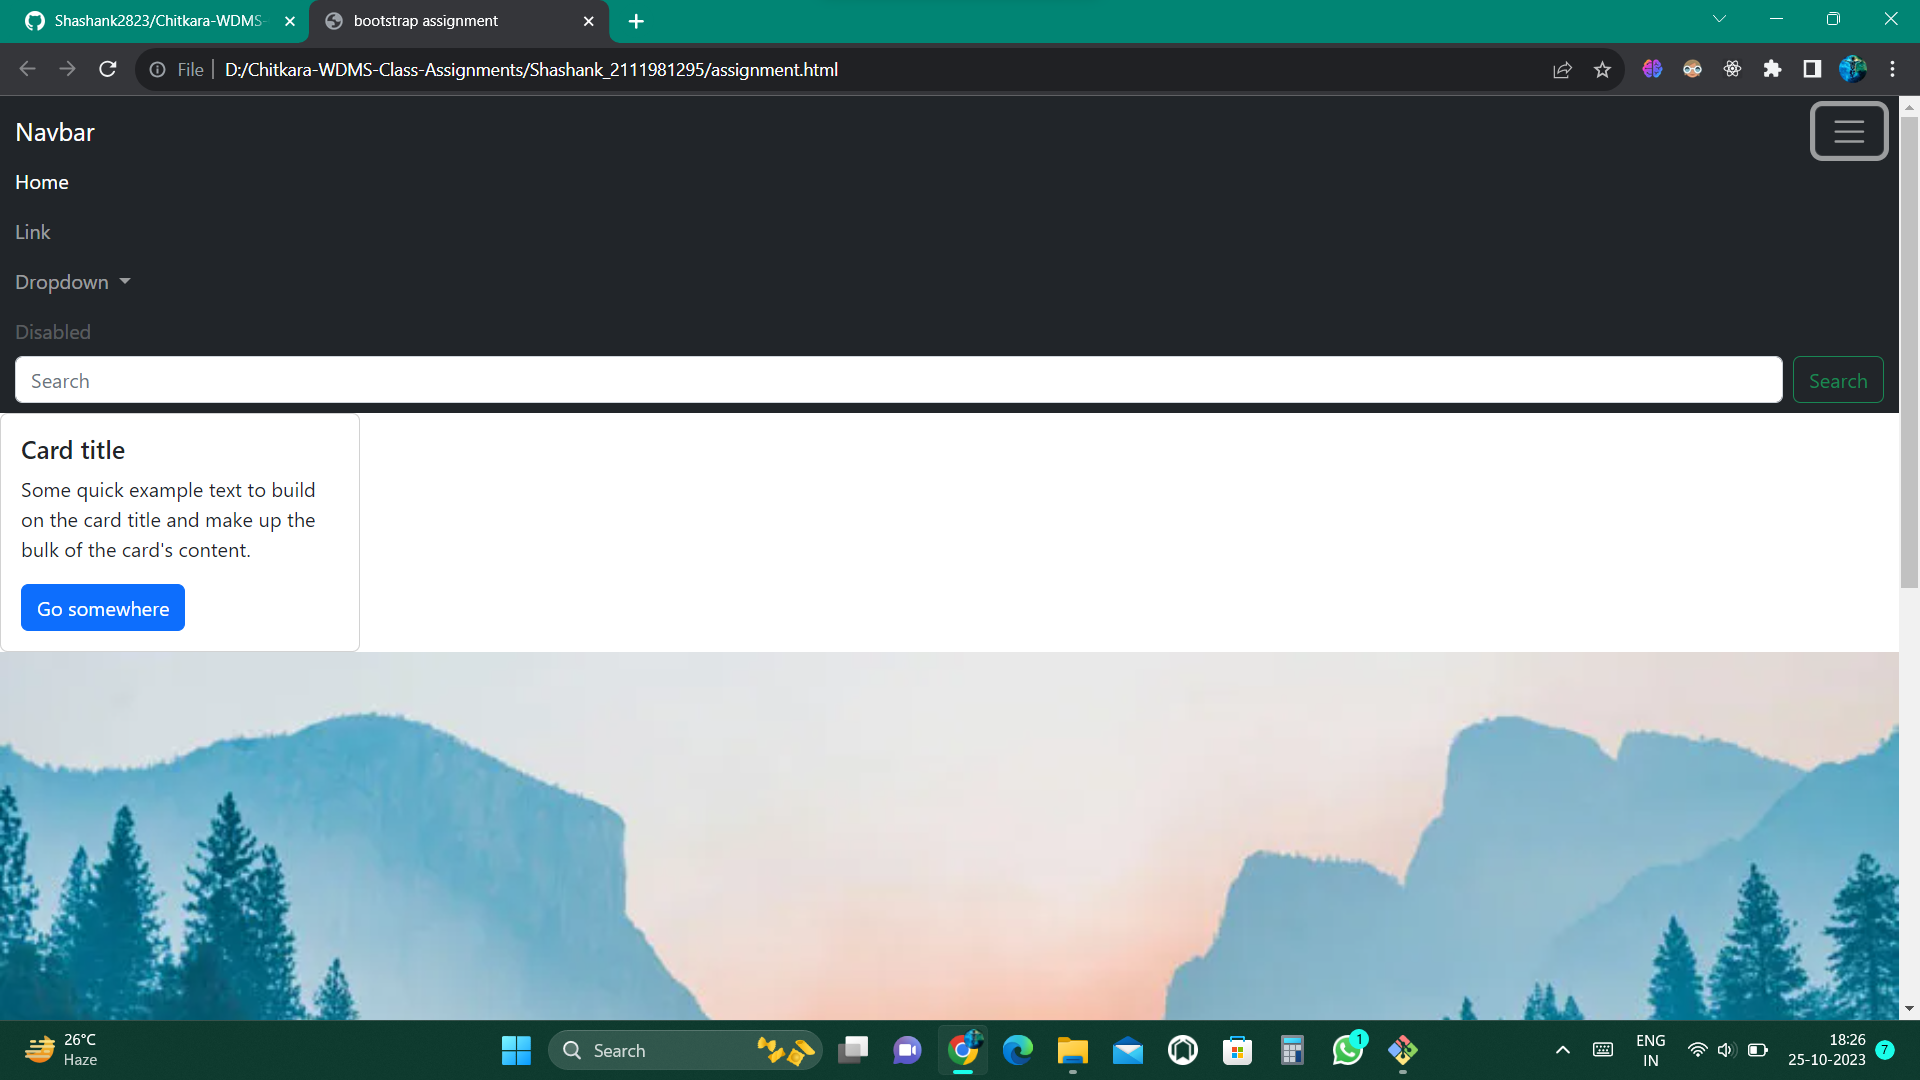 Shashank2823/Chitkara-WDMS-
bootstrap assignment
File
D:/Chitkara-WDMS-Class-Assignments/Shashank_2111981295/assignment.html
Navbar
Home
Link
Dropdown
Disabled
Search
Search
Card title
Some quick example text to build
on the card title and make up the
bulk of the card's content.
Go somewhere
26°C
Haze
Search
1
ENG
IN
18:26
25-10-2023
7